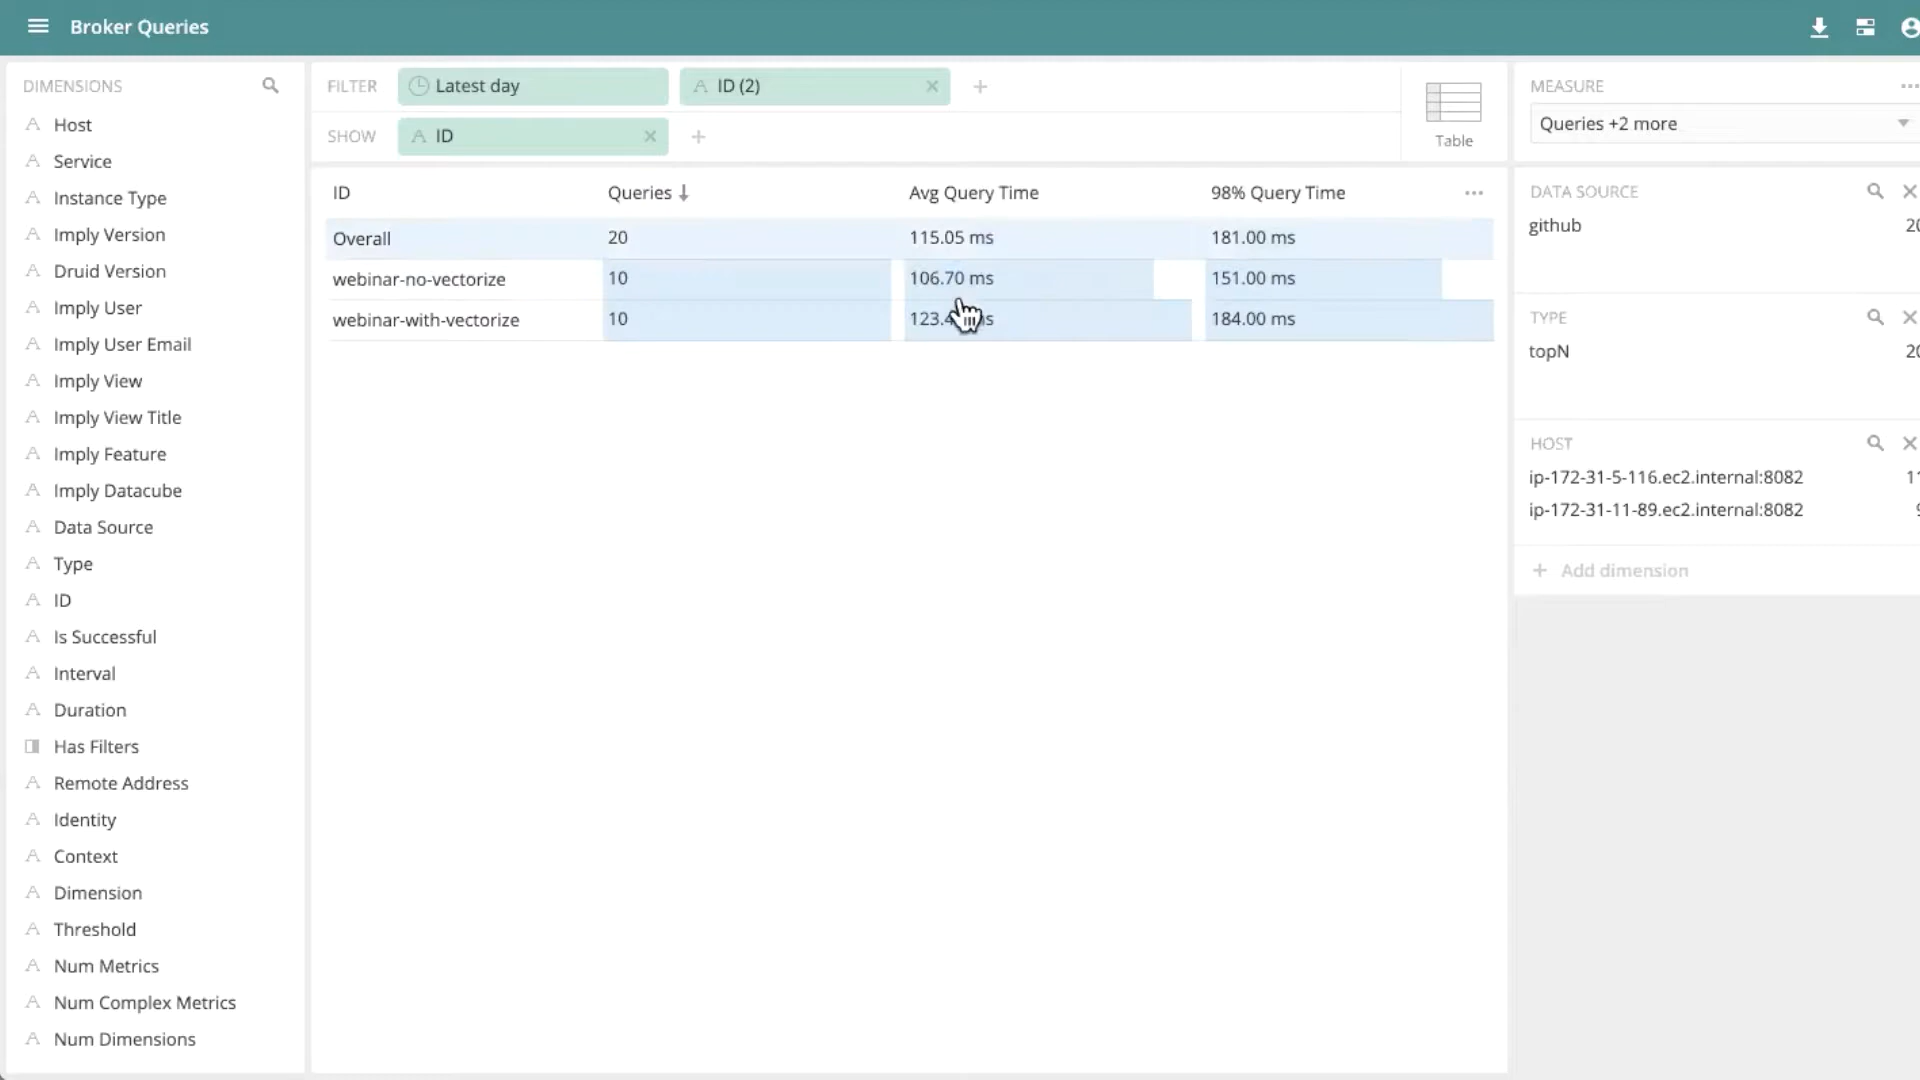 Broker Queries
DIMENSIONS
Host
Service
Instance Type
Imply Version
Druid Version
Imply User
Imply User Email
Imply View
Imply View Title
Imply Feature
Imply Datacube
Data Source
Type
ID
Is Successful
Interval
Duration
Has Filters
Remote Address
Identity
Context
Dimension
Threshold
Num Metrics
Num Complex Metrics
Num Dimensions
FILTER Latest day ID (2)
SHOW ID
Table
ID Queries Avg Query Time 98% Query Time
Overall 20 115.05 ms 181.00 ms
webinar-no-vectorize 10 106.70 ms 151.00 ms
webinar-with-vectorize 10 184.00 ms
MEASURE
Queries +2 more
DATA SOURCE
github
TYPE
topN
HOST
ip-172-31-5-116.ec2.internal:8082
ip-172-31-11-89.ec2.internal:8082
+ Add dimension